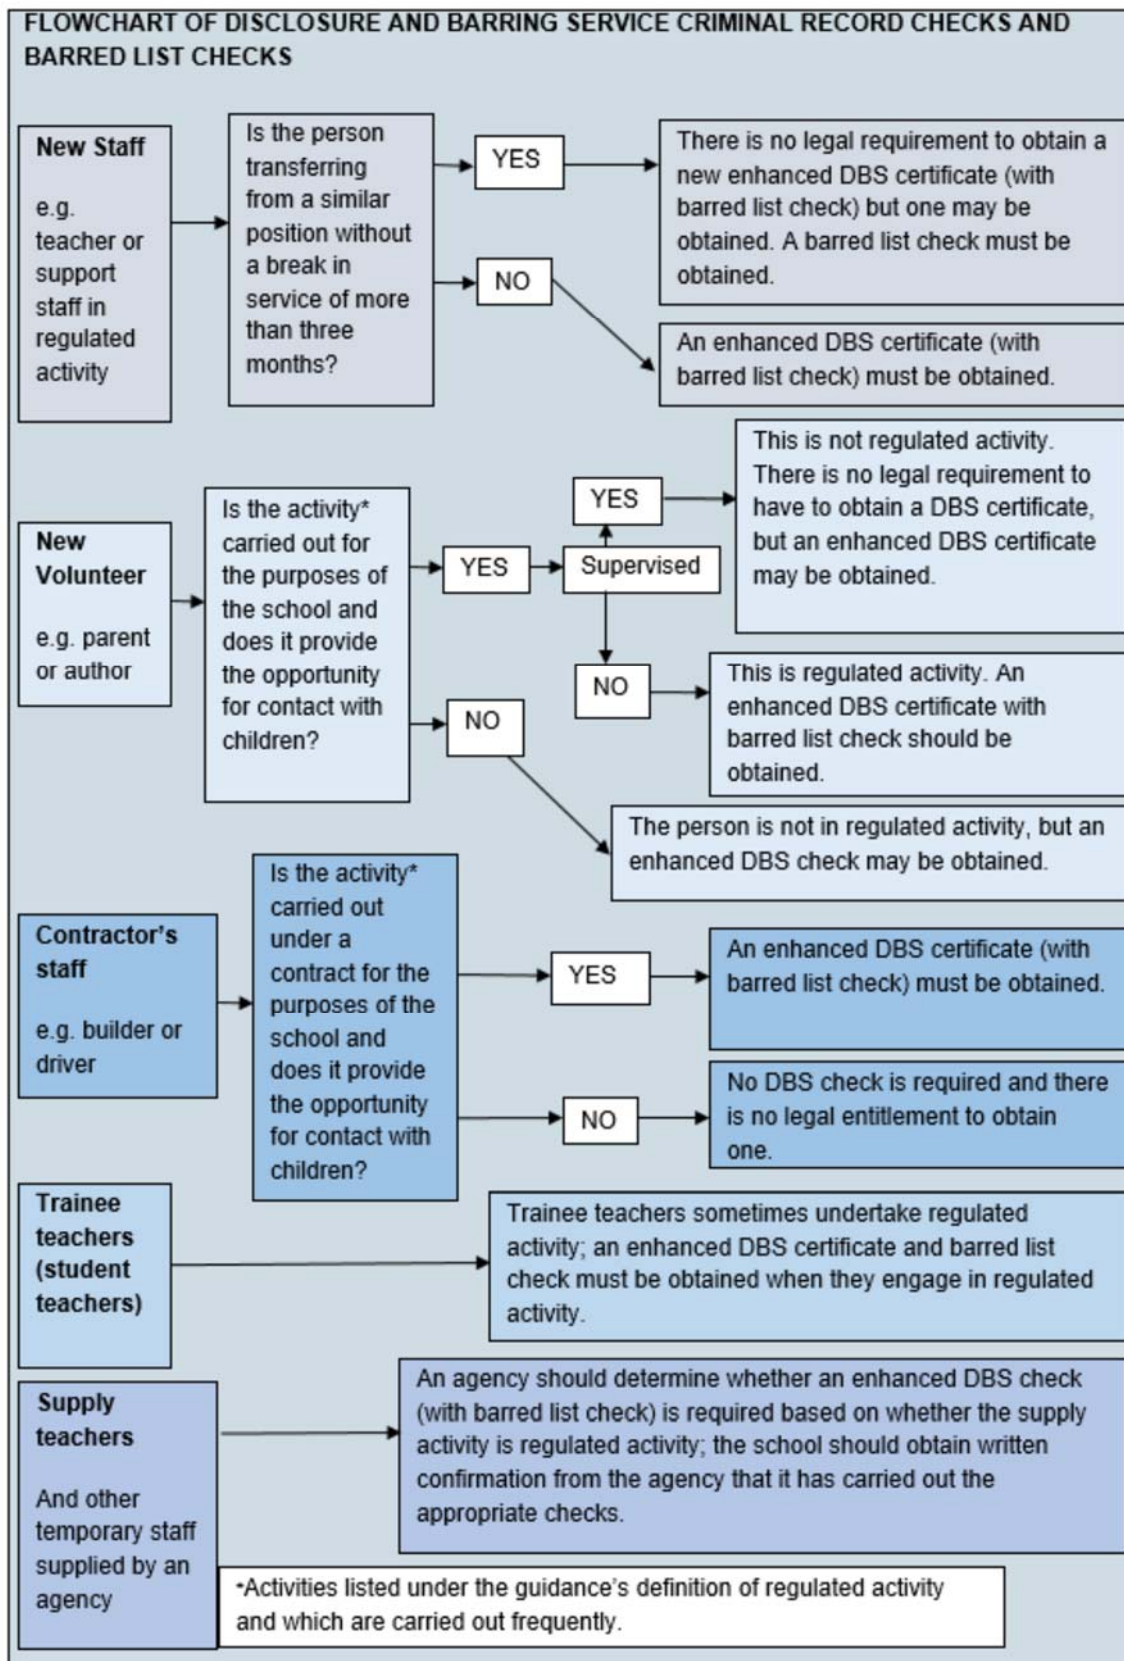 FLOWCHART OF DISCLOSURE AND BARRING SERVICE CRIMINAL RECORD CHECKS AND
BARRED LIST CHECKS
New Staff
e.g.
teacher or
support
staff in
regulated
activity
Is the person
transferring
from a similar
position without
a break in
service of more
than three
months?
YES
There is no legal requirement to obtain a
new enhanced DBS certificate (with
barred list check) but one may be
obtained. A barred list check must be
obtained.
NO
An enhanced DBS certificate (with
barred list check) must be obtained.
New
Volunteer
e.g. parent
or author
Is the activity*
carried out for
the purposes of
the school and
does it provide
the opportunity
for contact with
children?
YES
Supervised
YES
This is not regulated activity.
There is no legal requirement to
have to obtain a DBS certificate,
but an enhanced DBS certificate
may be obtained.
NO
This is regulated activity. An
enhanced DBS certificate with
barred list check should be
obtained.
NO
The person is not in regulated activity, but an
enhanced DBS check may be obtained.
Contractor's
staff
e.g. builder or
driver
Is the activity*
carried out
under a
contract for the
purposes of the
school and
does it provide
the opportunity
for contact with
children?
YES
An enhanced DBS certificate (with
barred list check) must be obtained.
NO
No DBS check is required and there
is no legal entitlement to obtain
one.
Trainee
teachers
(student
teachers)
Trainee teachers sometimes undertake regulated
activity; an enhanced DBS certificate and barred list
check must be obtained when they engage in regulated
activity.
Supply
teachers
And other
temporary staff
supplied by an
agency
An agency should determine whether an enhanced DBS check
(with barred list check) is required based on whether the supply
activity is regulated activity; the school should obtain written
confirmation from the agency that it has carried out the
appropriate checks.
*Activities listed under the guidance's definition of regulated activity
and which are carried out frequently.